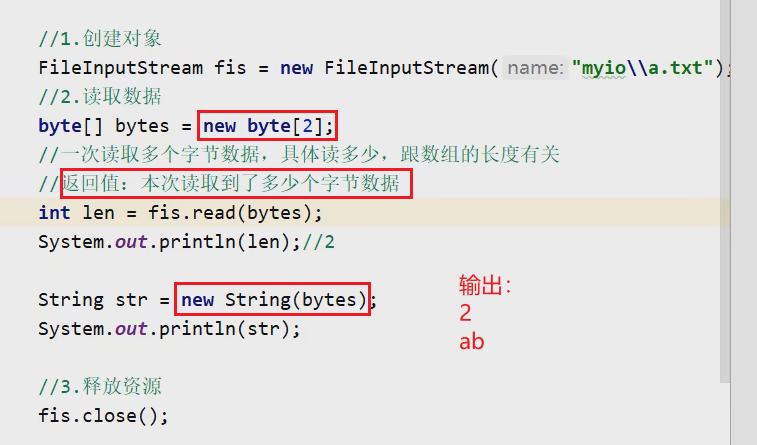 //1.创建对象
FileInputStream fis = new FileInputStream( name: "myio\\a.txt");
//2.读取数据
byte[] bytes = new byte[2];
//一次读取多个字节数据，具体读多少，跟数组的长度有关
//返回值：本次读取到了多少个字节数据
int len = fis.read(bytes);
System.out.println(len);//2
String str = new String(bytes);
System.out.println(str);
输出：
2
ab
//3.释放资源
fis.close();